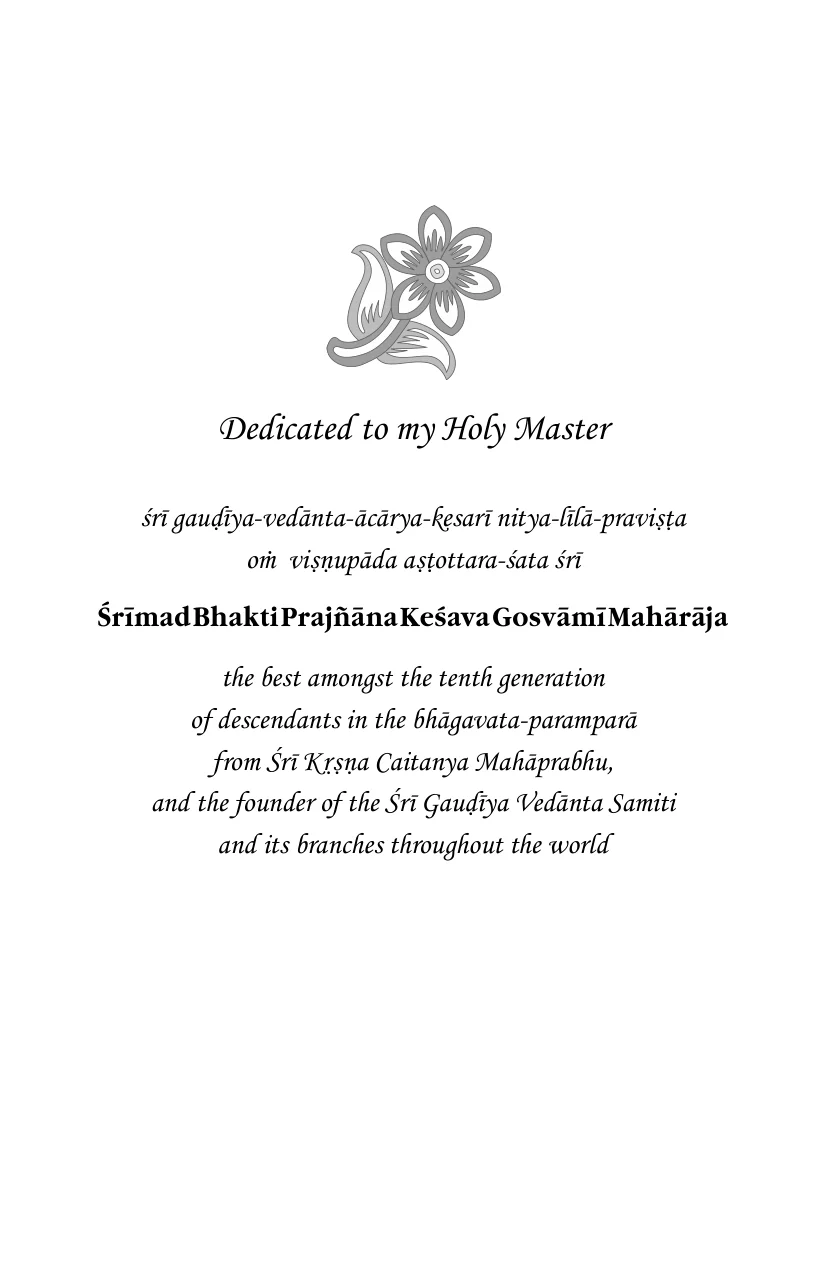 Dedicated to my Holy Master
śrī gauḍīya-vedānta-ācārya-kesarī nitya-līlā-praviṣṭa
oṁ viṣṇupāda aṣṭottara-śata śrī
Śrīmad Bhakti Prajñāna Keśava Gosvāmī Mahārāja
the best amongst the tenth generation
of descendants in the bhāgavata-paramparā
from Śrī Kṛṣṇa Caitanya Mahāprabhu,
and the founder of the Śrī Gauḍīya Vedānta Samiti
and its branches throughout the world